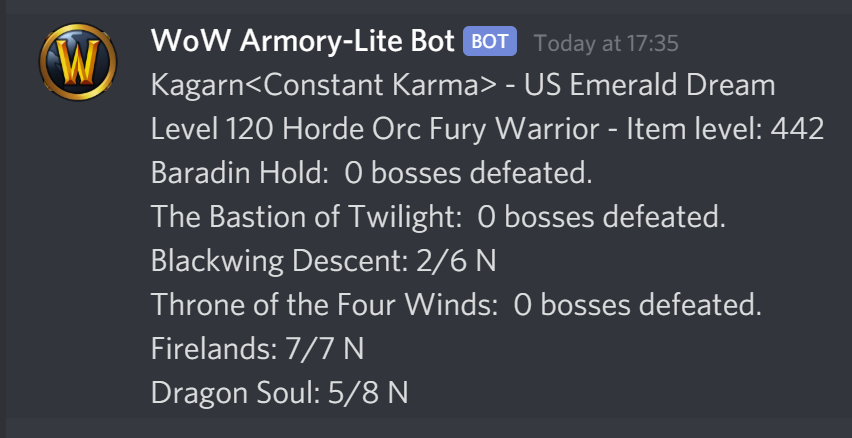 W
WoW Armory-Lite Bot BOT Today at 17:35
Kagarn<Constant Karma> - US Emerald Dream
Level 120 Horde Orc Fury Warrior - Item level: 442
Baradin Hold:  0 bosses defeated.
The Bastion of Twilight:  0 bosses defeated.
Blackwing Descent: 2/6 N
Throne of the Four Winds:  0 bosses defeated.
Firelands: 7/7 N
Dragon Soul: 5/8 N